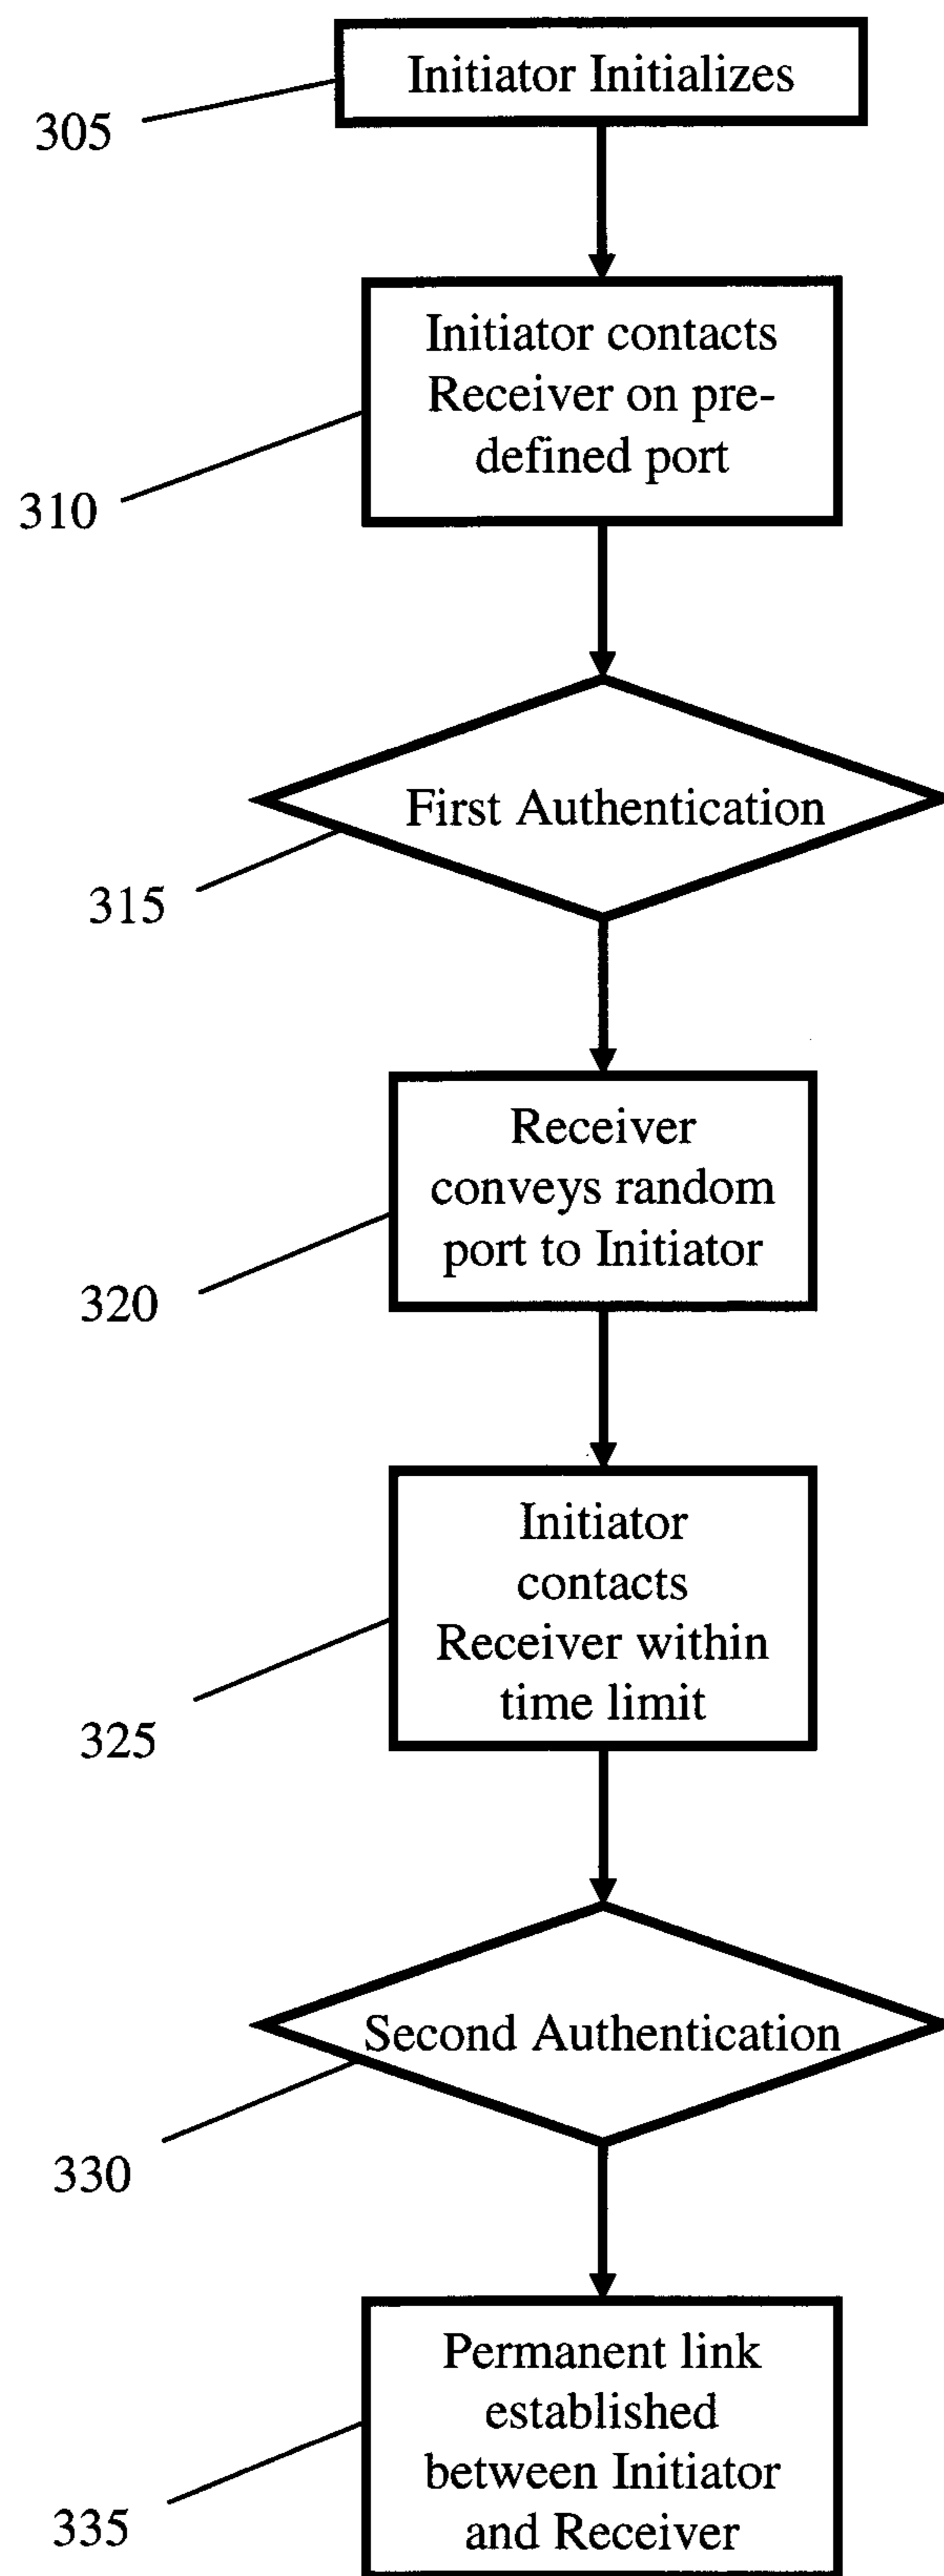 Initiator Initializes
305
Initiator contacts
Receiver on pre-
defined port
310
First Authentication
315
Receiver
conveys random
port to Initiator
320
Initiator
contacts
Receiver within
time limit
325
Second Authentication
330
Permanent link
established
between Initiator
and Receiver
335